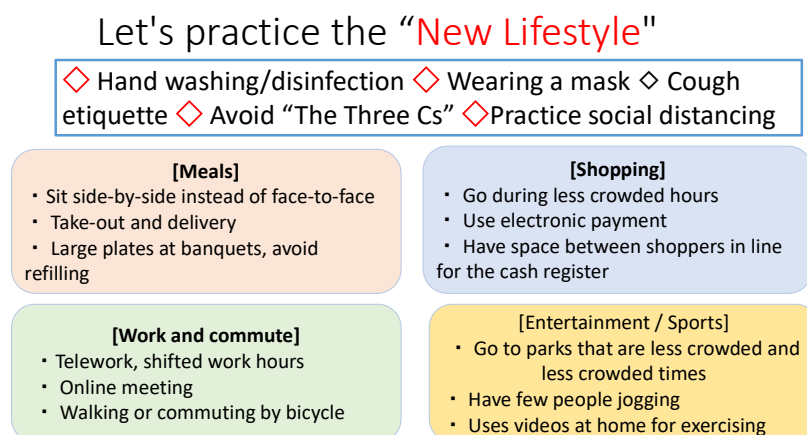 Let's practice the “New Lifestyle"
◇ Hand washing/disinfection ◇ Wearing a mask ◇ Cough
etiquette ◇ Avoid “The Three Cs” ◇Practice social distancing
[Meals]
・Sit side-by-side instead of face-to-face
・Take-out and delivery
・Large plates at banquets, avoid
refilling
[Shopping]
・Go during less crowded hours
・Use electronic payment
・Have space between shoppers in line
for the cash register
[Work and commute]
・Telework, shifted work hours
・Online meeting
・Walking or commuting by bicycle
[Entertainment / Sports]
・Go to parks that are less crowded and
less crowded times
・Have few people jogging
・Uses videos at home for exercising